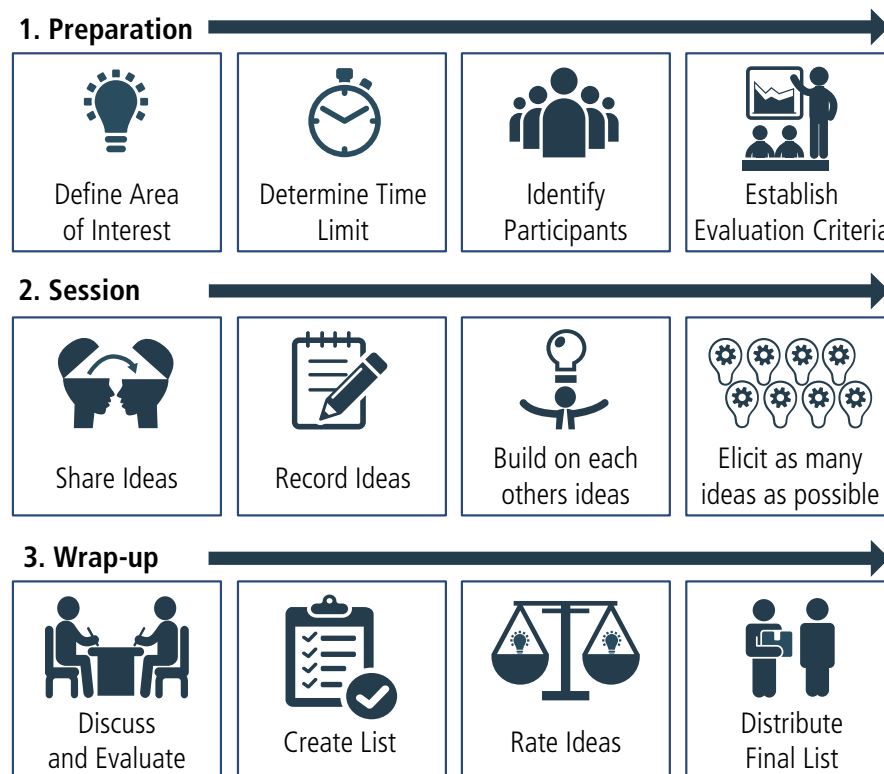 1. Preparation
Define Area
of Interest
Determine Time
Limit
Identify
Participants
Establish
Evaluation Criteria
2. Session
Share Ideas
Record Ideas
Build on each
others ideas
Elicit as many
ideas as possible
3. Wrap-up
Discuss
and Evaluate
Create List
Rate Ideas
Distribute
Final List